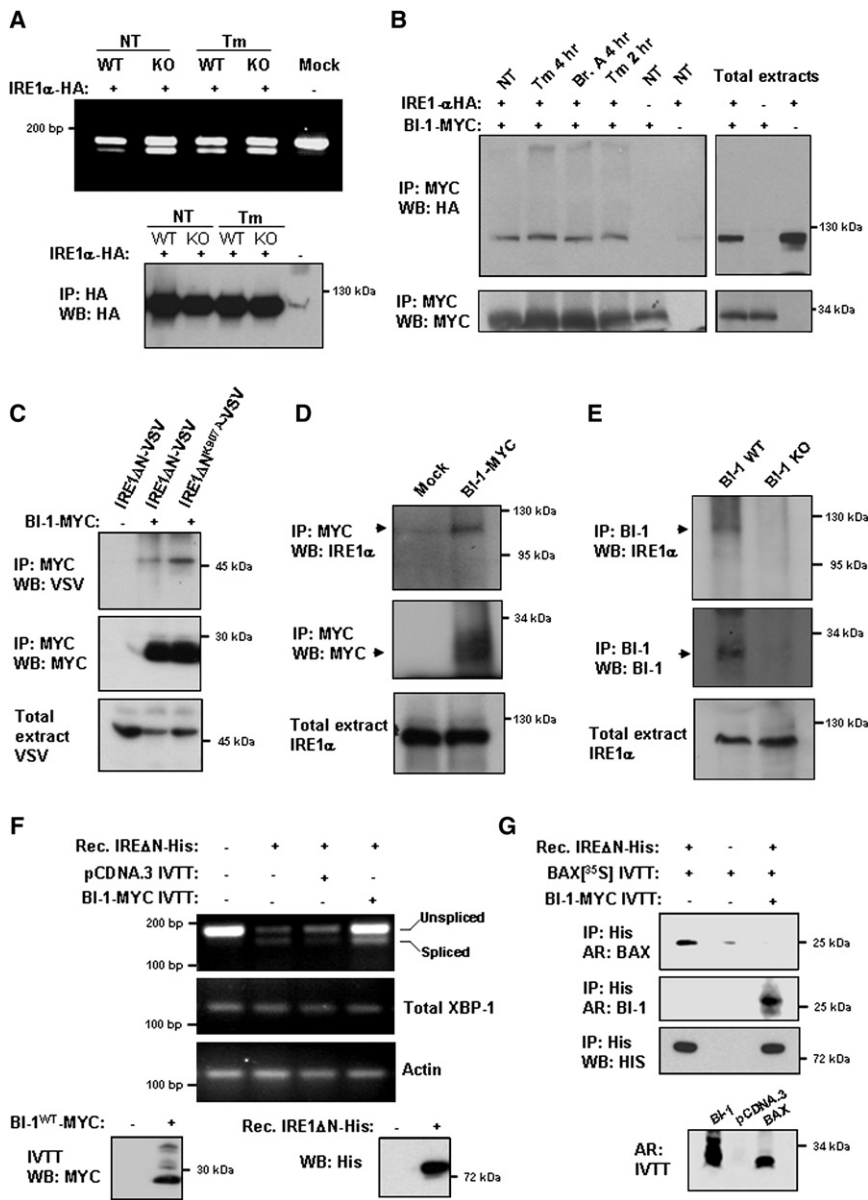 A
NT Tm
WT KO WT KO Mock
IRE1α-HA: + + + + -
200 bp
NT Tm
WT KO WT KO
IRE1α-HA: + + + + -
IP: HA
WB: HA
130 kDa
B
NT Tm 4 hr Br. A 4 hr Tm 2 hr NT NT Total extracts
IRE1-αHA: + + + + - + + - +
BI-1-MYC: + + + + + - + + -
IP: MYC
WB: HA
130 kDa
IP: MYC
WB: MYC
34 kDa
C
IRE1ΔN-VSV IRE1ΔN-VSV IRE1ΔN^K907A-VSV
BI-1-MYC: - + +
IP: MYC
WB: VSV
45 kDa
IP: MYC
WB: MYC
30 kDa
Total
extract
VSV
45 kDa
D
Mock BI-1-MYC
IP: MYC
WB: IRE1α
130 kDa
95 kDa
IP: MYC
WB: MYC
34 kDa
Total extract
IRE1α
130 kDa
E
BI-1 WT BI-1 KO
IP: BI-1
WB: IRE1α
130 kDa
95 kDa
IP: BI-1
WB: BI-1
34 kDa
Total extract
IRE1α
130 kDa
F
Rec. IREΔN-His: - + + +
pCDNA.3 IVTT: - - + -
BI-1-MYC IVTT: - - - +
200 bp
100 bp
Unspliced
Spliced
100 bp
Total XBP-1
100 bp
Actin
BI-1^WT-MYC: - +
IVTT
WB: MYC
30 kDa
Rec. IRE1ΔN-His: - +
WB: His
72 kDa
G
Rec. IREΔN-His: + - +
BAX[³⁵S] IVTT: + + +
BI-1-MYC IVTT: - - +
IP: His
AR: BAX
25 kDa
IP: His
AR: BI-1
25 kDa
IP: His
WB: HIS
72 kDa
BI-1 pCDNA.3 BAX
AR:
IVTT
34 kDa